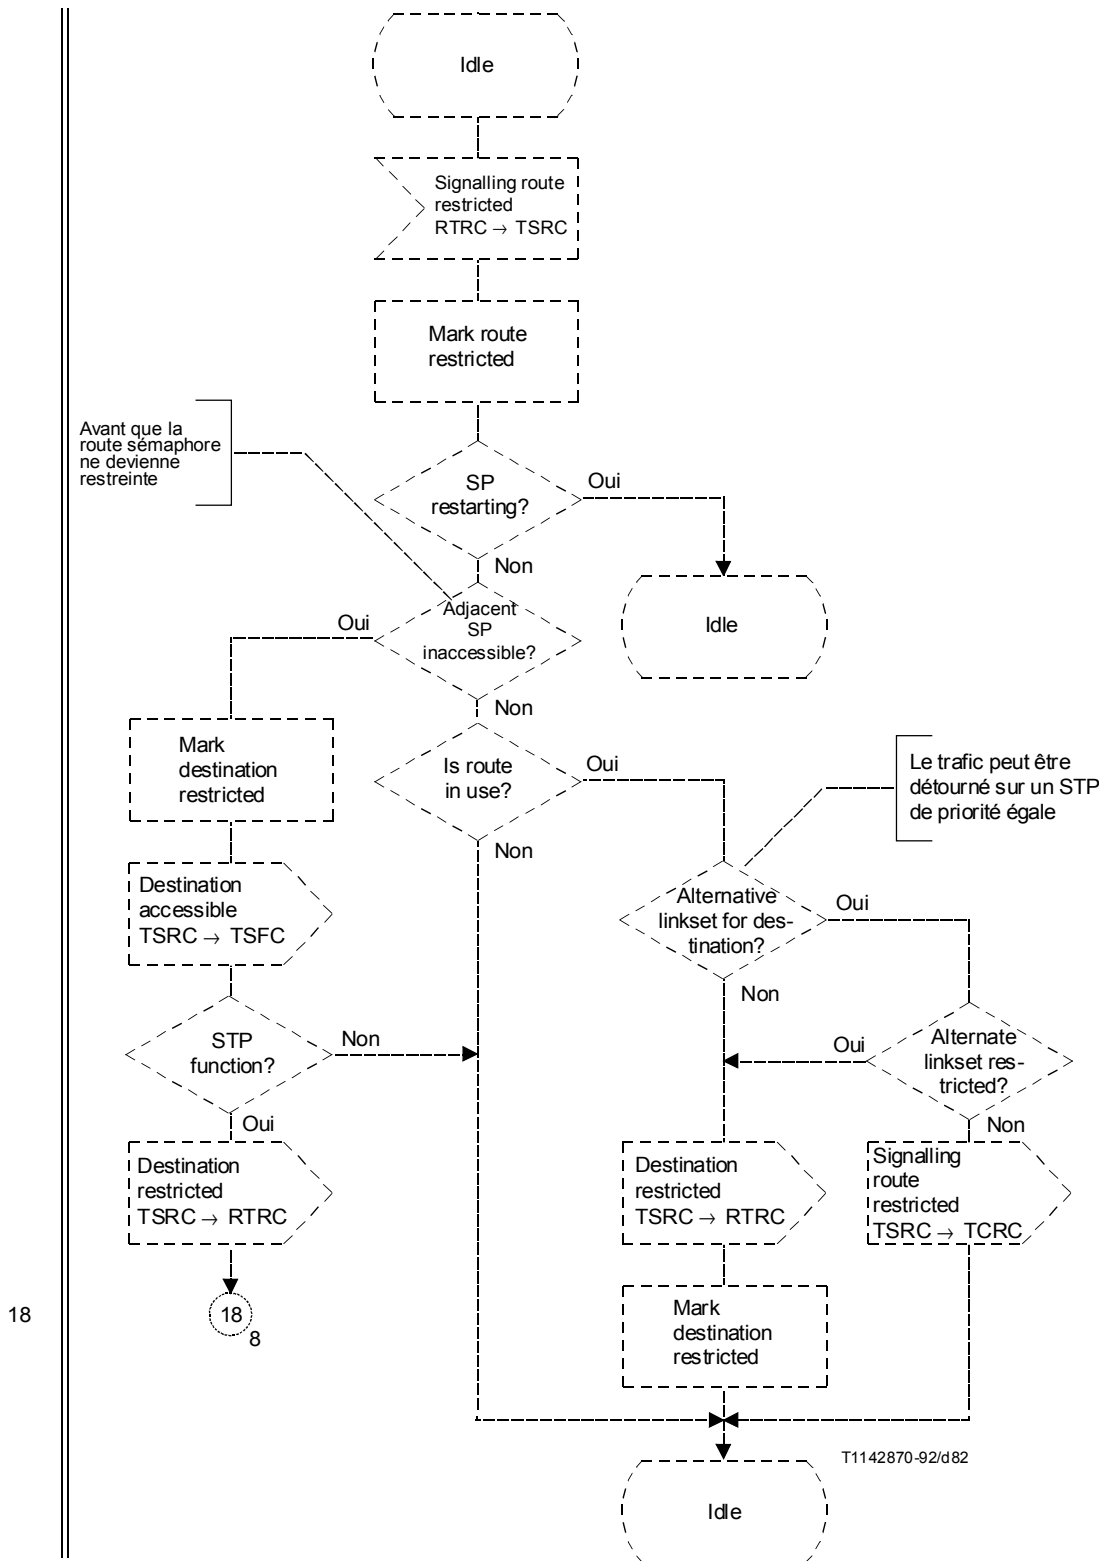 Idle
Signalling route
restricted
RTRC → TSRC
Mark route
restricted
Avant que la
route sémaphore
ne devienne
restreinte
SP
restarting?
Oui
Non
Idle
Adjacent
SP
inaccessible?
Oui
Non
Mark
destination
restricted
Is route
in use?
Oui
Non
Le trafic peut être
détourné sur un STP
de priorité égale
Destination
accessible
TSRC → TSFC
Alternative
linkset for des-
tination?
Oui
Non
STP
function?
Non
Oui
Alternate
linkset res-
tricted?
Oui
Non
Destination
restricted
TSRC → RTRC
Destination
restricted
TSRC → RTRC
Signalling
route
restricted
TSRC → TCRC
18
18
8
Mark
destination
restricted
T1142870-92/d82
Idle